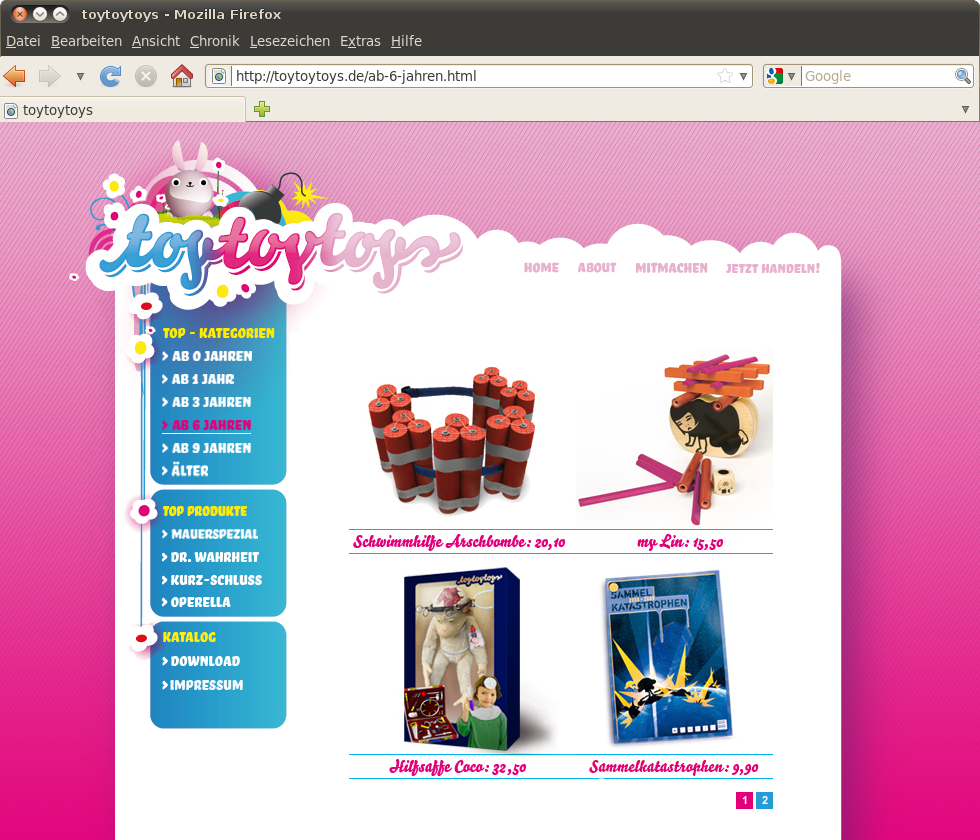 toytoytoys - Mozilla Firefox
Datei Bearbeiten Ansicht Chronik Lesezeichen Extras Hilfe
http://toytoytoys.de/ab-6-jahren.html
Google
toytoytoys
toytoytoys
HOME ABOUT MITMACHEN JETZT HANDELN!
TOP - KATEGORIEN
> AB 0 JAHREN
> AB 1 JAHR
> AB 3 JAHREN
> AB 6 JAHREN
> AB 9 JAHREN
> ÄLTER
TOP PRODUKTE
> MAUERSPEZIAL
> DR. WAHRHEIT
> KURZ-SCHLUSS
> OPERELLA
KATALOG
> DOWNLOAD
> IMPRESSUM
Schwimmhilfe Arschbombe: 20,10
my Lin: 15,50
toytoytoys
SAMMEL
KATASTROPHEN
Hilfsaffe Coco: 32,50
Sammelkatastrophen: 9,90
1 2